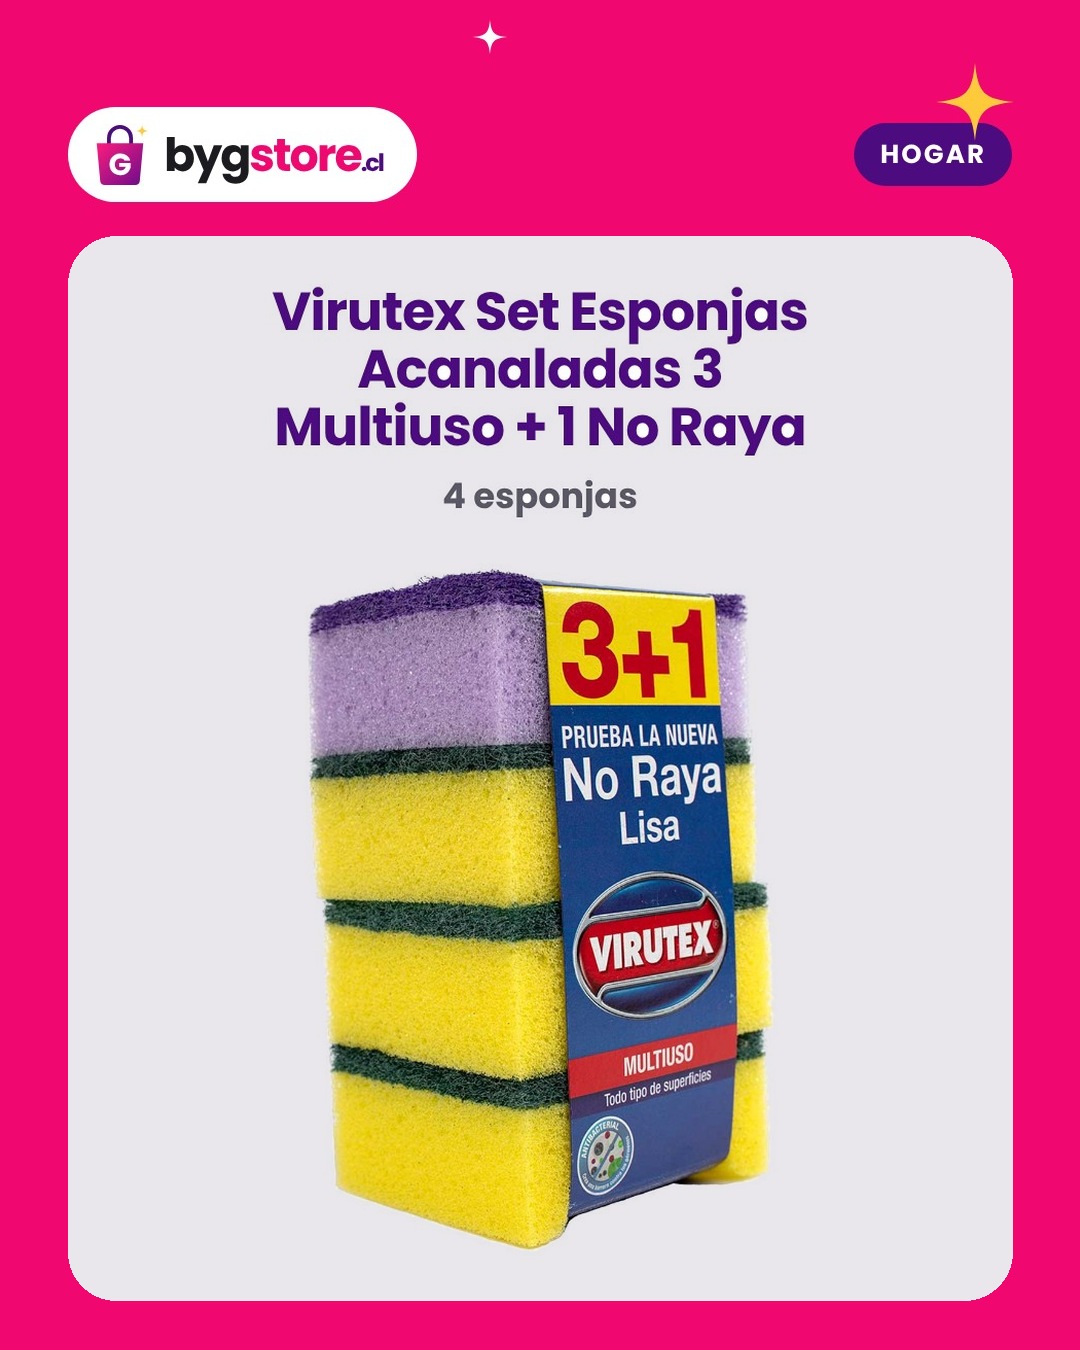 bygstore.cl
HOGAR
Virutex Set Esponjas
Acanaladas 3
Multiuso + 1 No Raya
4 esponjas
3+1
PRUEBA LA NUEVA
No Raya
Lisa
VIRUTEX
MULTIUSO
Todo tipo de superficies
ANTIBACTERIAL